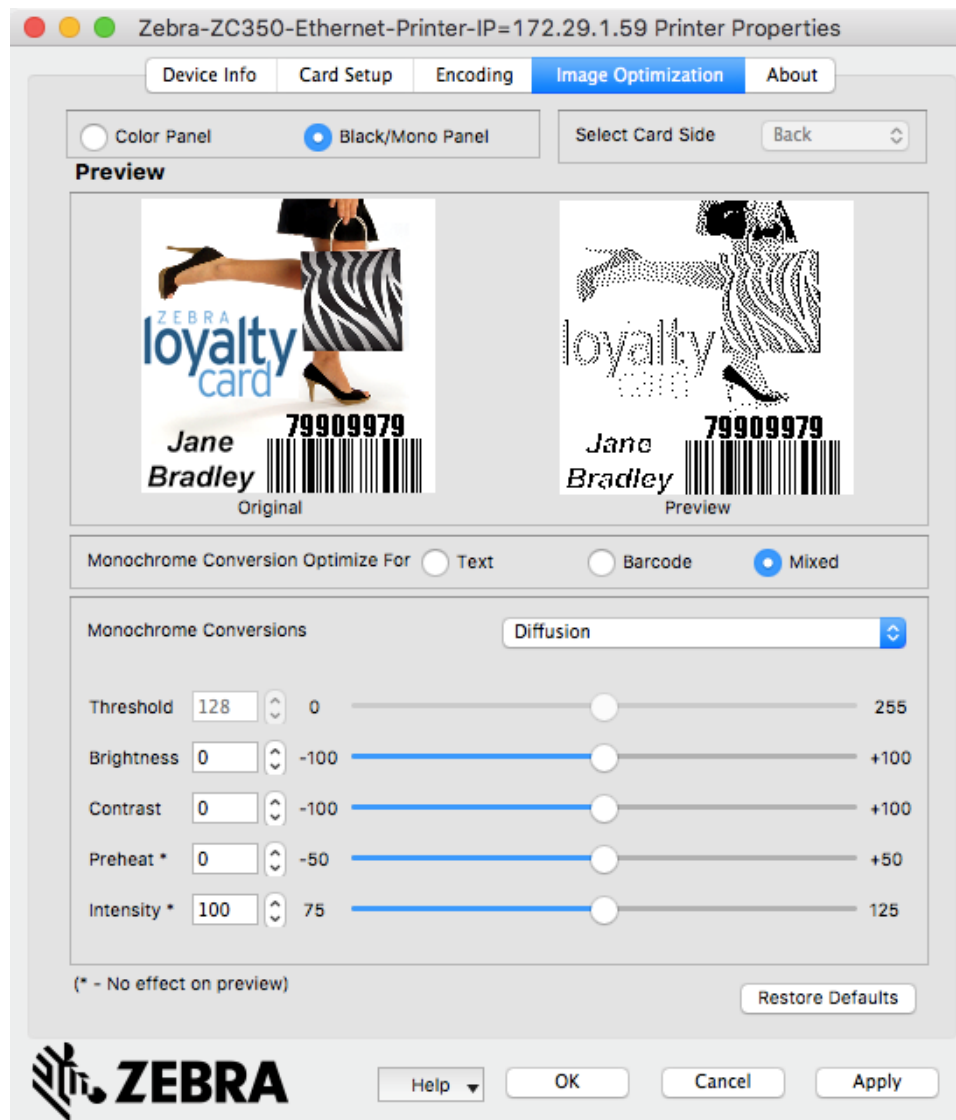 Zebra-ZC350-Ethernet-Printer-IP=172.29.1.59 Printer Properties
Device Info Card Setup Encoding Image Optimization About
Color Panel Black/Mono Panel Select Card Side Back
Preview
ZEBRA
loyalty
card
79909979
Jane
Bradley
Original
loyalty
card
79909979
Jane
Bradley
Preview
Monochrome Conversion Optimize For Text Barcode Mixed
Monochrome Conversions Diffusion
Threshold 128 0 255
Brightness 0 -100 +100
Contrast 0 -100 +100
Preheat * 0 -50 +50
Intensity * 100 75 125
(* - No effect on preview)
Restore Defaults
ZEBRA
Help OK Cancel Apply